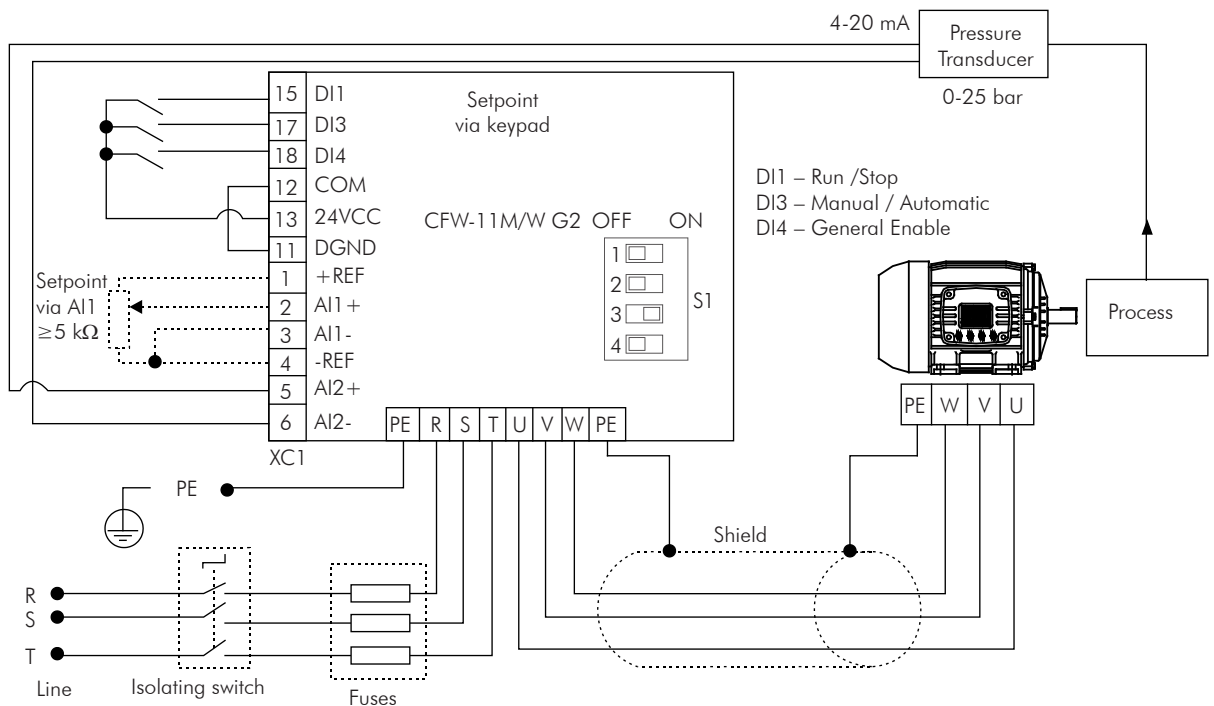 4-20 mA
Pressure
Transducer
0-25 bar
15 DI1
17 DI3
18 DI4
12 COM
13 24VCC
11 DGND
1 +REF
2 AI1+
3 AI1-
4 -REF
5 AI2+
6 AI2-
XC1
Setpoint
via keypad
CFW-11M/W G2 OFF ON
1
2
3
4
S1
DI1 – Run /Stop
DI3 – Manual / Automatic
DI4 – General Enable
Setpoint
via AI1
≥5 kΩ
Process
PE R S T U V W PE
PE W V U
PE
Shield
R
S
T
Line
Isolating switch
Fuses